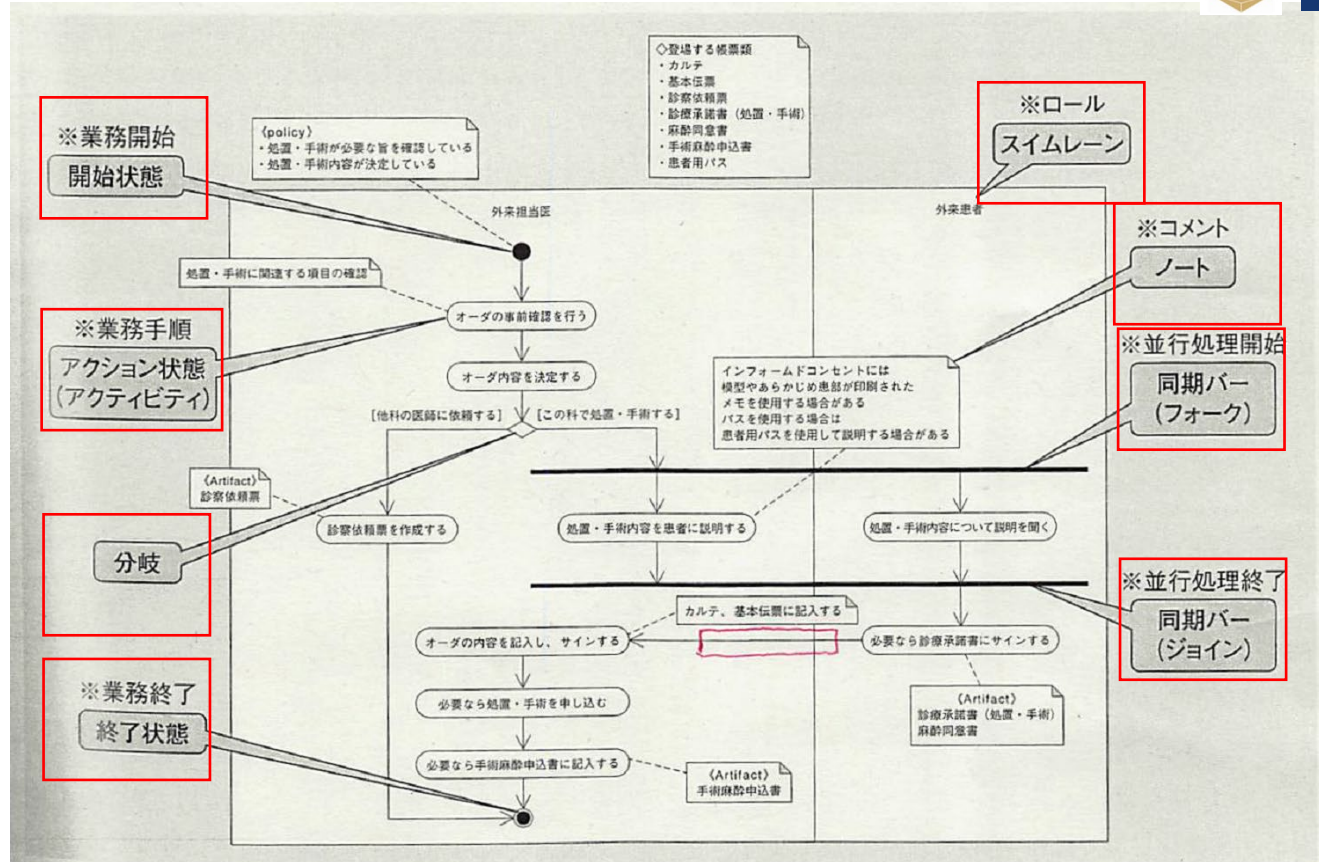 ◇登場する帳票類
・カルテ
・基本伝票
・診察依頼票
・診療承諾書（処置・手術）
・麻酔同意書
・手術麻酔申込書
・患者用パス
※業務開始
開始状態
《policy》
・処置・手術が必要な旨を確認している
・処置・手術内容が決定している
※ロール
スイムレーン
外来担当医
外来患者
※コメント
ノート
処置・手術に関連する項目の確認
オーダの事前確認を行う
※業務手順
アクション状態
(アクティビティ)
オーダ内容を決定する
インフォームドコンセントには
模型やあらかじめ患部が印刷された
メモを使用する場合がある
パスを使用する場合は
患者用パスを使用して説明する場合がある
※並行処理開始
同期バー
(フォーク)
[他科の医師に依頼する]
[この科で処置・手術する]
《Artifact》
診察依頼票
診察依頼票を作成する
処置・手術内容を患者に説明する
処置・手術内容について説明を聞く
分岐
※並行処理終了
同期バー
(ジョイン)
カルテ、基本伝票に記入する
オーダの内容を記入し、サインする
必要なら診療承諾書にサインする
※業務終了
終了状態
必要なら処置・手術を申し込む
《Artifact》
診療承諾書（処置・手術）
麻酔同意書
必要なら手術麻酔申込書に記入する
《Artifact》
手術麻酔申込書